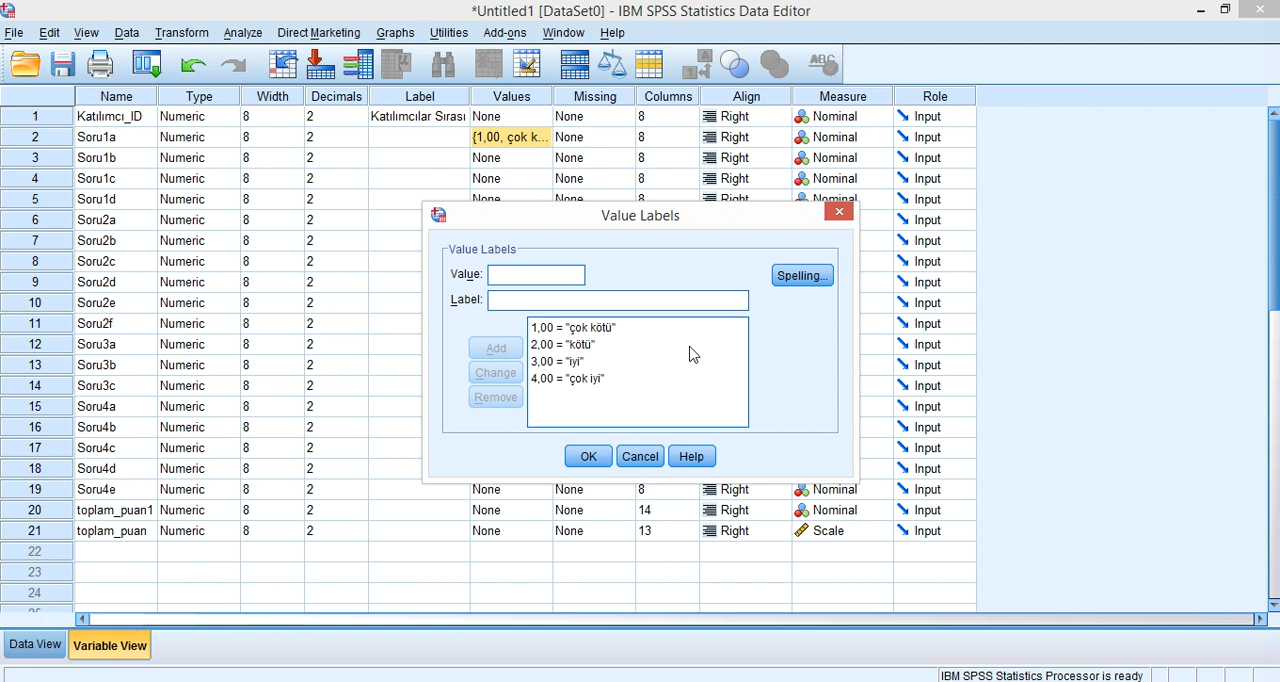 *Untitled1 [DataSet0] - IBM SPSS Statistics Data Editor
File Edit View Data Transform Analyze Direct Marketing Graphs Utilities Add-ons Window Help
Name Type Width Decimals Label Values Missing Columns Align Measure Role
1 Katılımcı_ID Numeric 8 2 Katılımcılar Sırası None None 8 Right Nominal Input
2 Soru1a Numeric 8 2 {1,00, çok k... None 8 Right Nominal Input
3 Soru1b Numeric 8 2 None None 8 Right Nominal Input
4 Soru1c Numeric 8 2 None None 8 Right Nominal Input
5 Soru1d Numeric 8 2 None None 8 Right Nominal Input
6 Soru2a Numeric 8 2 Input
7 Soru2b Numeric 8 2 Input
8 Soru2c Numeric 8 2 Input
9 Soru2d Numeric 8 2 Input
10 Soru2e Numeric 8 2 Input
11 Soru2f Numeric 8 2 Input
12 Soru3a Numeric 8 2 Input
13 Soru3b Numeric 8 2 Input
14 Soru3c Numeric 8 2 Input
15 Soru4a Numeric 8 2 Input
16 Soru4b Numeric 8 2 Input
17 Soru4c Numeric 8 2 Input
18 Soru4d Numeric 8 2 Input
19 Soru4e Numeric 8 2 None None 8 Right Nominal Input
20 toplam_puan1 Numeric 8 2 None None 14 Right Nominal Input
21 toplam_puan Numeric 8 2 None None 13 Right Scale Input
22
23
24
25
Value Labels
Value Labels
Value:
Spelling...
Label:
1,00 = "çok kötü"
2,00 = "kötü"
3,00 = "iyi"
4,00 = "çok iyi"
Add
Change
Remove
OK Cancel Help
Data View Variable View
IBM SPSS Statistics Processor is ready
ABC
A